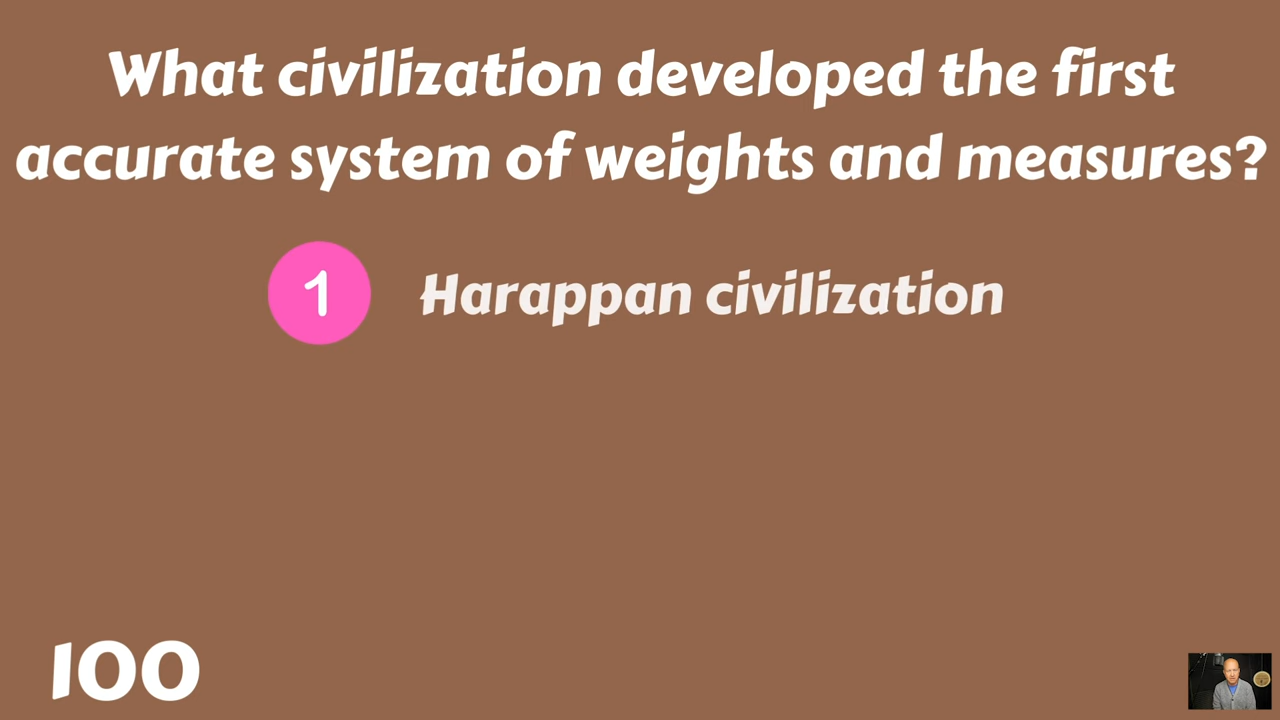 What civilization developed the first
accurate system of weights and measures?
1 Harappan civilization
100